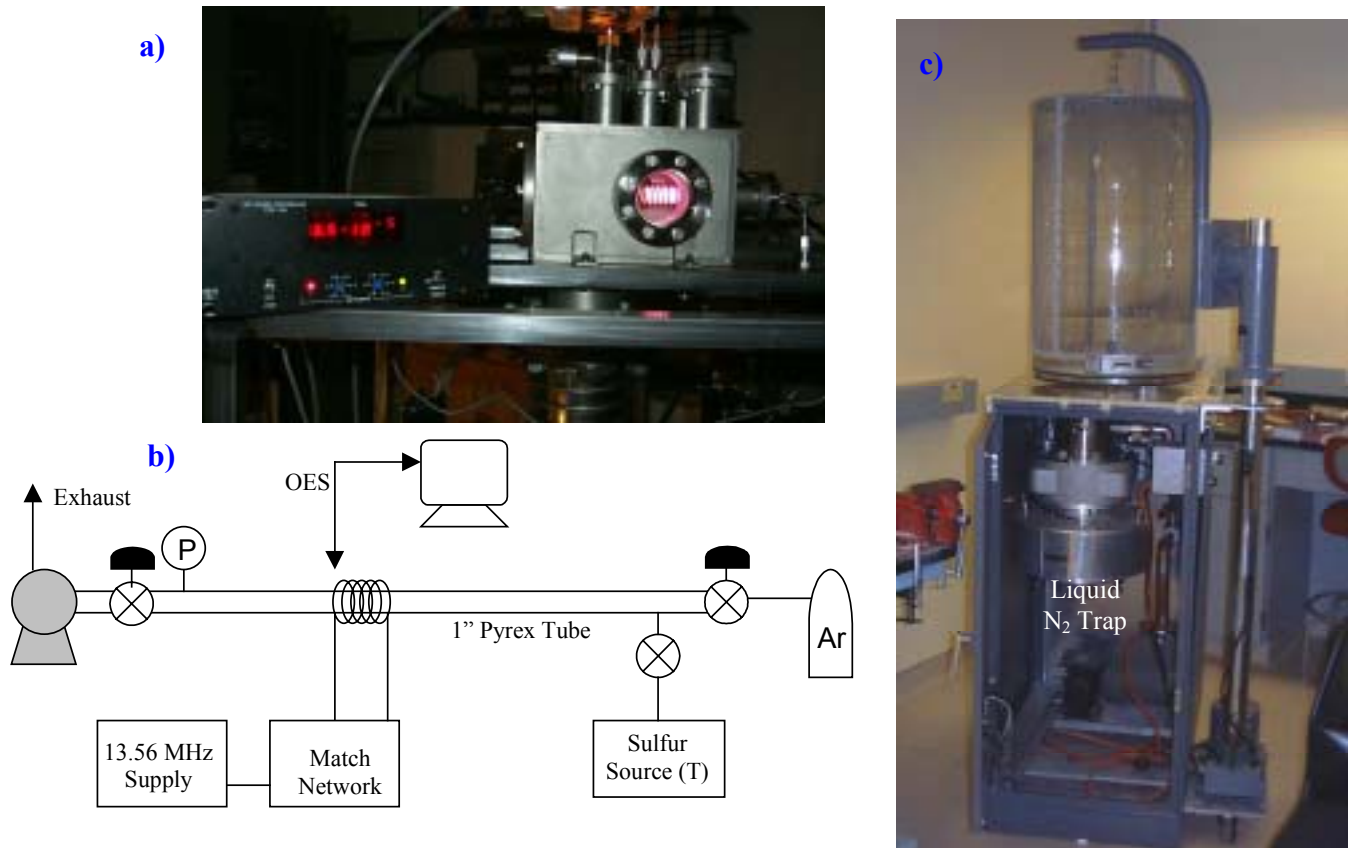 a)
c)
b)
Exhaust
OES
P
1” Pyrex Tube
Ar
13.56 MHz
Supply
Match
Network
Sulfur
Source (T)
Liquid
N₂ Trap